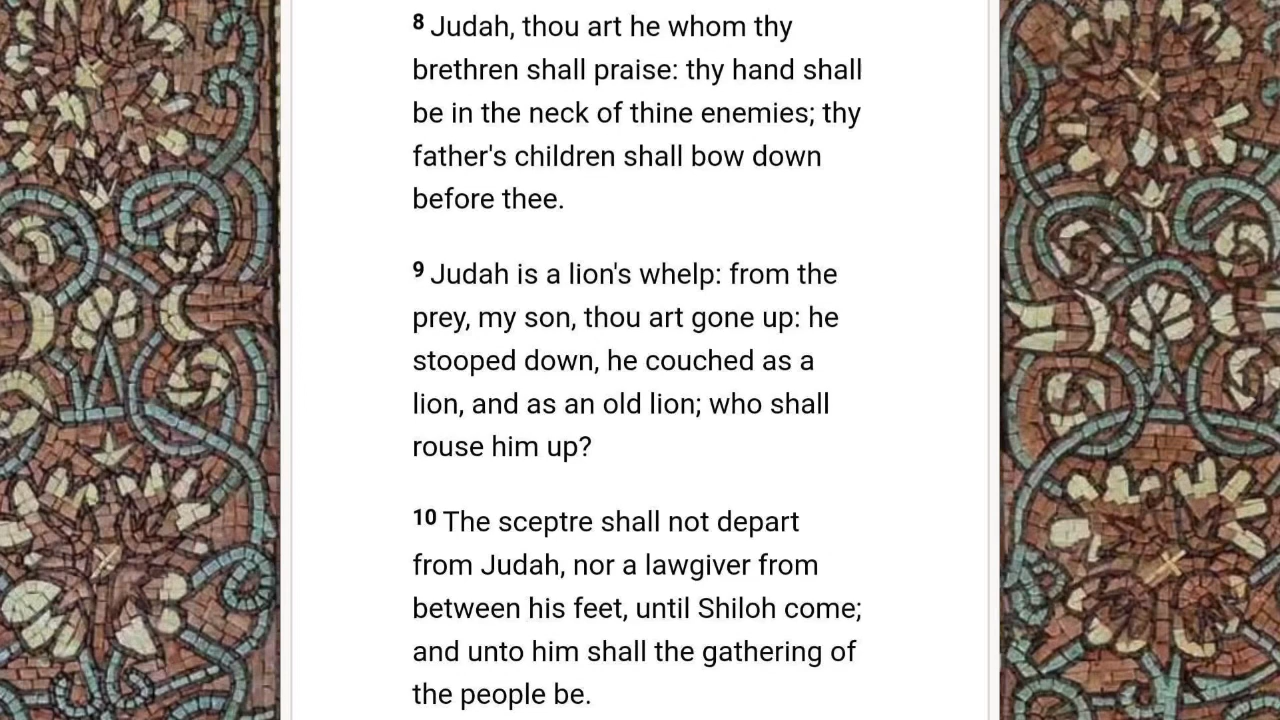 8 Judah, thou art he whom thy
brethren shall praise: thy hand shall
be in the neck of thine enemies; thy
father's children shall bow down
before thee.
9 Judah is a lion's whelp: from the
prey, my son, thou art gone up: he
stooped down, he couched as a
lion, and as an old lion; who shall
rouse him up?
10 The sceptre shall not depart
from Judah, nor a lawgiver from
between his feet, until Shiloh come;
and unto him shall the gathering of
the people be.